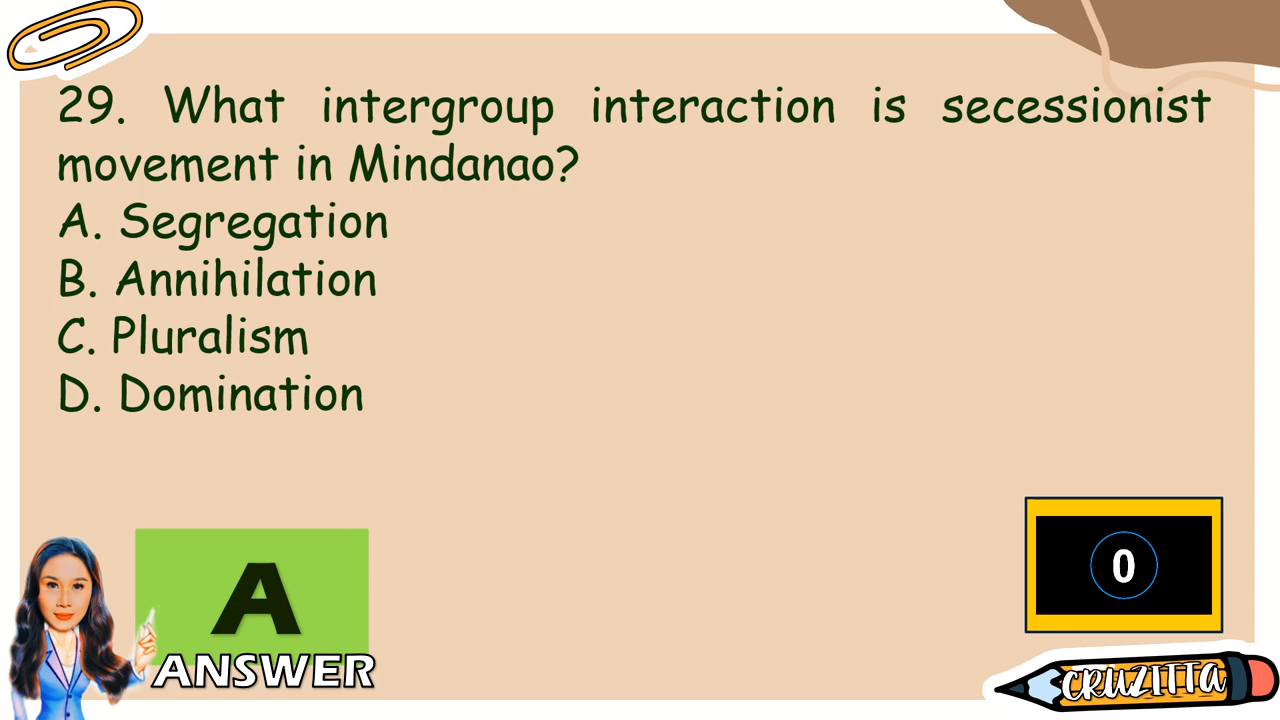 29. What intergroup interaction is secessionist
movement in Mindanao?
A. Segregation
B. Annihilation
C. Pluralism
D. Domination
A
ANSWER
0
CRUZITTA